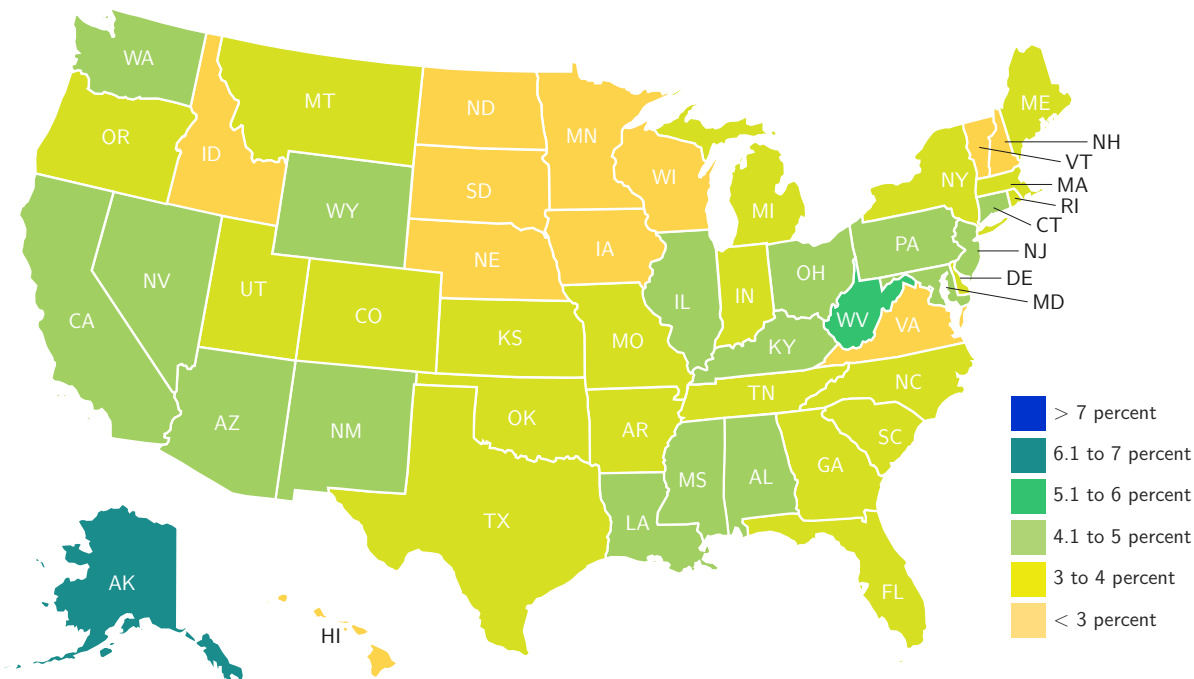 WA
MT
ND
MN
ME
OR
ID
NH
VT
WI
SD
NY
MA
RI
WY
MI
CT
PA
NJ
NE
IA
OH
NV
UT
IN
DE
IL
MD
CA
CO
WV
VA
KS
MO
KY
NC
TN
OK
AZ
NM
AR
SC
> 7 percent
GA
6.1 to 7 percent
MS
AL
5.1 to 6 percent
TX
LA
4.1 to 5 percent
AK
3 to 4 percent
FL
HI
< 3 percent